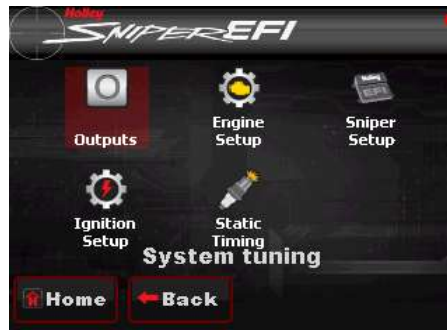 Holley
SNIPER EFI
O
Outputs
Engine
Setup
Holley
EFI
Sniper
Setup
Ignition
Setup
Static
Timing
System tuning
Home
Back